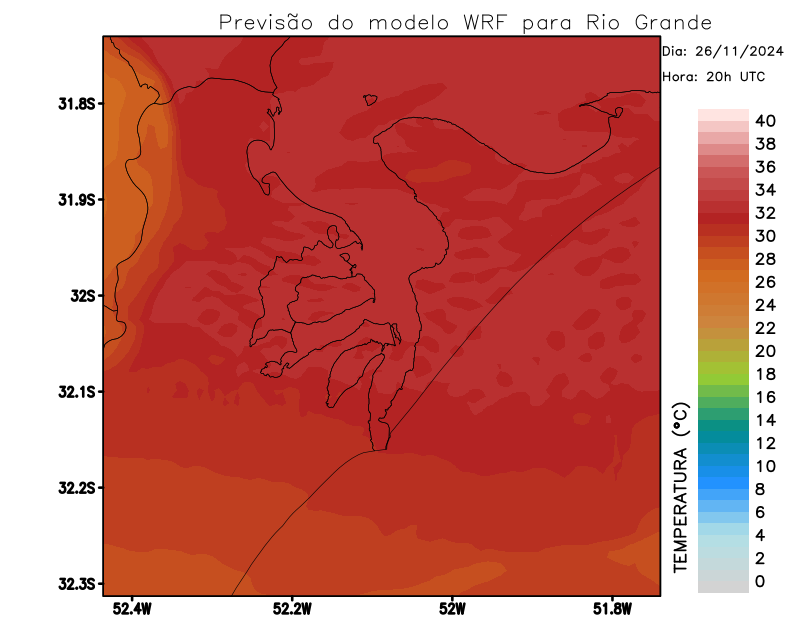 Previsão do modelo WRF para Rio Grande
Dia: 26/11/2024
Hora: 20h UTC
31.8S
31.9S
32S
32.1S
32.2S
32.3S
52.4W
52.2W
52W
51.8W
TEMPERATURA (°C)
40
38
36
34
32
30
28
26
24
22
20
18
16
14
12
10
8
6
4
2
0